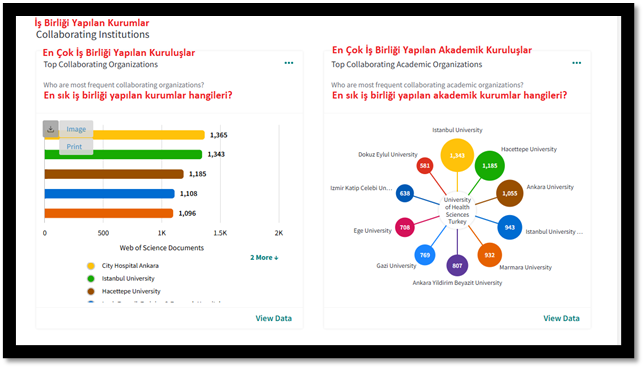 İş Birliği Yapılan Kurumlar
Collaborating Institutions
En Çok İş Birliği Yapılan Kuruluşlar
Top Collaborating Organizations
Who are most frequent collaborating organizations?
En sık iş birliği yapılan kurumlar hangileri?
Image
Print
1,365
1,343
1,185
1,108
1,096
0
500
1K
1.5K
2K
Web of Science Documents
2 More
City Hospital Ankara
Istanbul University
Hacettepe University
View Data
En Çok İş Birliği Yapılan Akademik Kuruluşlar
Top Collaborating Academic Organizations
Who are most frequent collaborating academic organizations?
En sık iş birliği yapılan akademik kurumlar hangileri?
Istanbul University
1,343
Hacettepe University
1,185
Ankara University
1,055
Istanbul University ...
943
Marmara University
932
Ankara Yildirim Beyazit University
807
Gazi University
769
Ege University
708
Izmir Katip Celebi Un...
638
Dokuz Eylul University
581
University
of Health
Sciences
Turkey
View Data